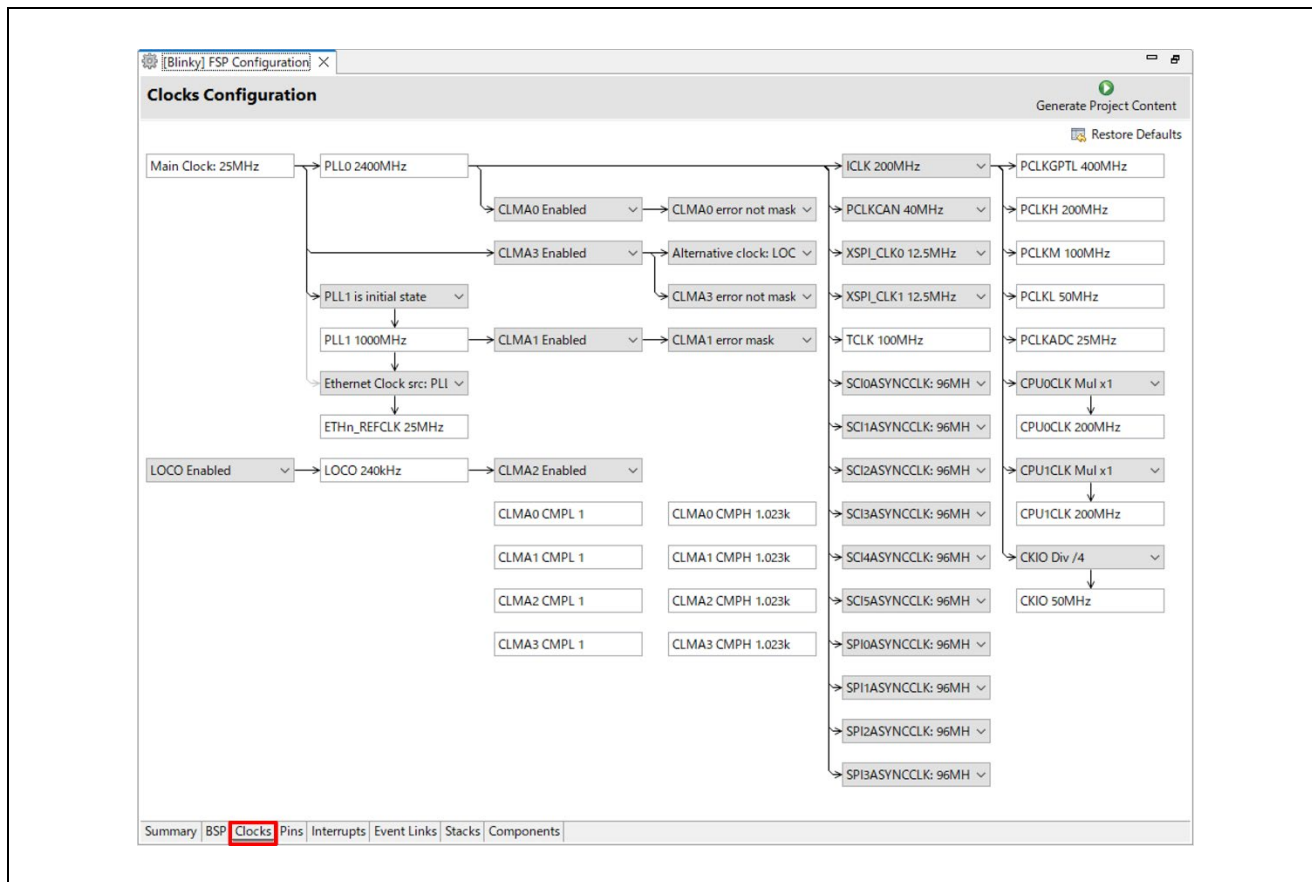 [Blinky] FSP Configuration
Clocks Configuration
Generate Project Content
Restore Defaults
Main Clock: 25MHz
PLL0 2400MHz
ICLK 200MHz
PCLKGPTL 400MHz
CLMA0 Enabled
CLMA0 error not mask
PCLKCAN 40MHz
PCLKH 200MHz
CLMA3 Enabled
Alternative clock: LOC
XSPI_CLK0 12.5MHz
PCLKM 100MHz
PLL1 is initial state
CLMA3 error not mask
XSPI_CLK1 12.5MHz
PCLKL 50MHz
PLL1 1000MHz
CLMA1 Enabled
CLMA1 error mask
TCLK 100MHz
PCLKADC 25MHz
Ethernet Clock src: PLL
SCI0ASYNCCLK: 96MH
CPU0CLK Mul x1
ETHn_REFCLK 25MHz
SCI1ASYNCCLK: 96MH
CPU0CLK 200MHz
LOCO Enabled
LOCO 240kHz
CLMA2 Enabled
SCI2ASYNCCLK: 96MH
CPU1CLK Mul x1
CLMA0 CMPL 1
CLMA0 CMPH 1.023k
SCI3ASYNCCLK: 96MH
CPU1CLK 200MHz
CLMA1 CMPL 1
CLMA1 CMPH 1.023k
SCI4ASYNCCLK: 96MH
CKIO Div /4
CLMA2 CMPL 1
CLMA2 CMPH 1.023k
SCI5ASYNCCLK: 96MH
CKIO 50MHz
CLMA3 CMPL 1
CLMA3 CMPH 1.023k
SPI0ASYNCCLK: 96MH
SPI1ASYNCCLK: 96MH
SPI2ASYNCCLK: 96MH
SPI3ASYNCCLK: 96MH
Summary BSP Clocks Pins Interrupts Event Links Stacks Components